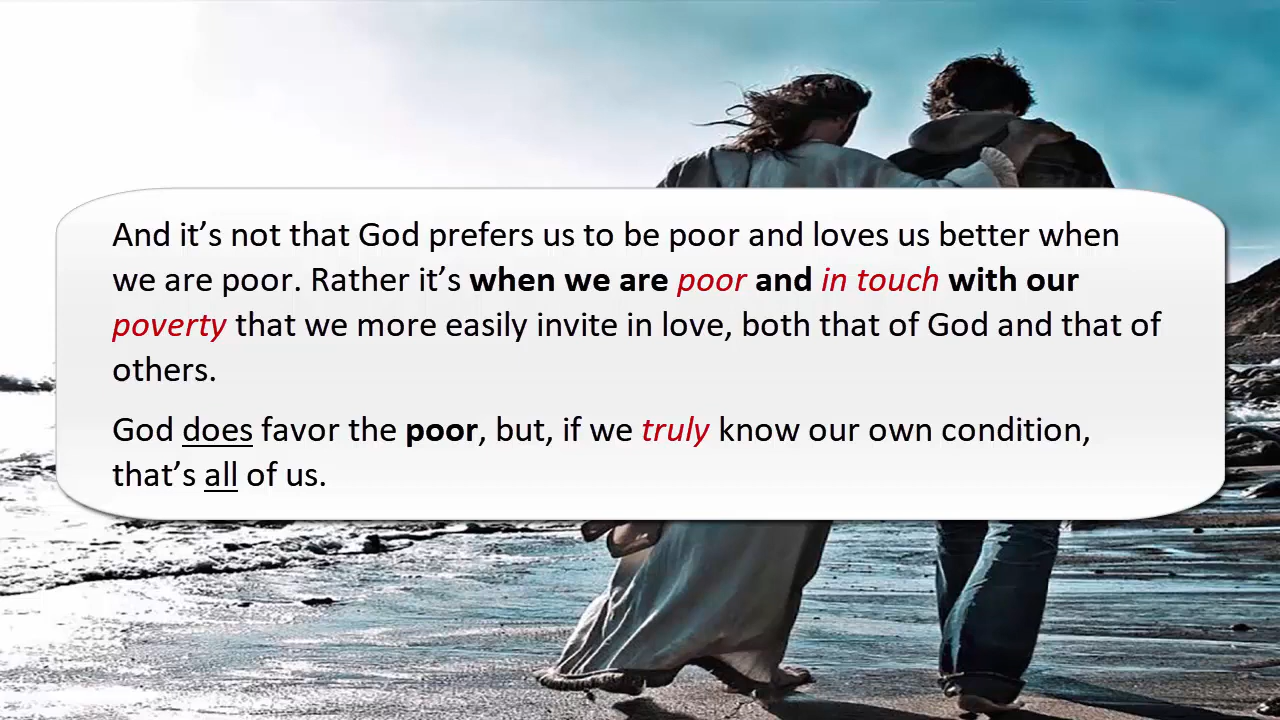 And it’s not that God prefers us to be poor and loves us better when
we are poor. Rather it’s when we are poor and in touch with our
poverty that we more easily invite in love, both that of God and that of
others.
God does favor the poor, but, if we truly know our own condition,
that’s all of us.